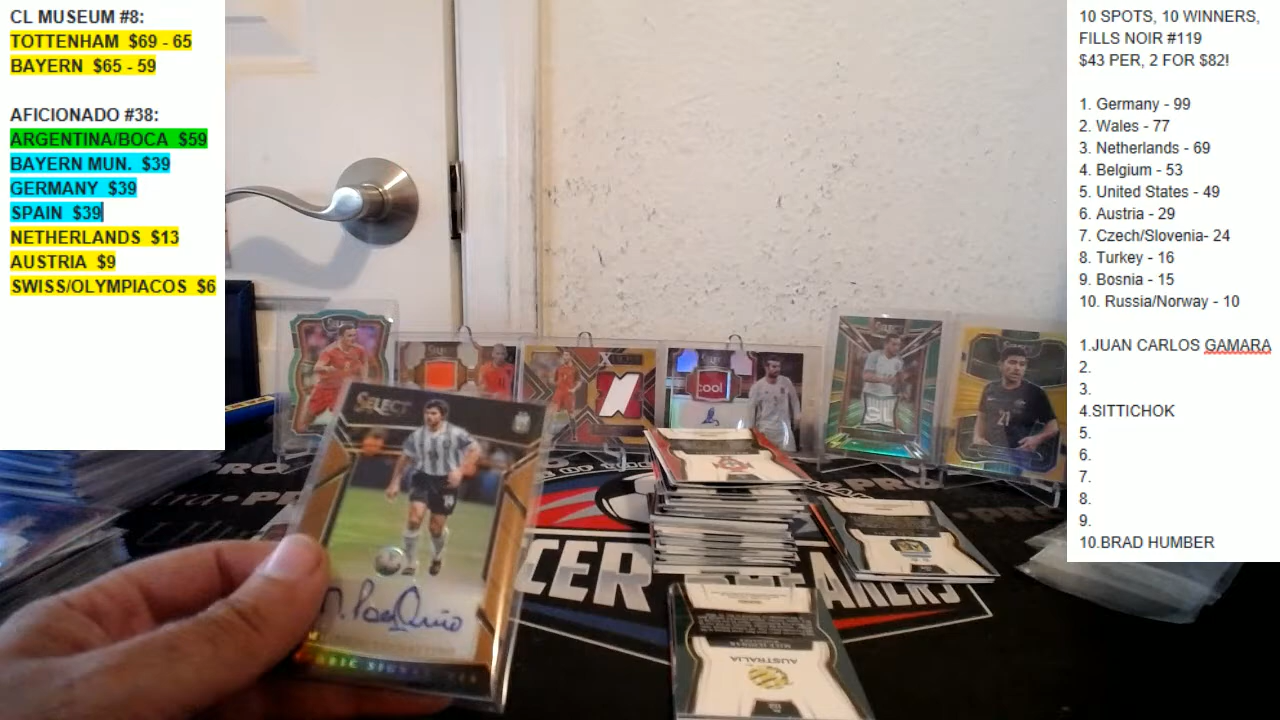 CL MUSEUM #8:
TOTTENHAM $69 - 65
BAYERN $65 - 59
AFICIONADO #38:
ARGENTINA/BOCA $59
BAYERN MUN. $39
GERMANY $39
SPAIN $39
NETHERLANDS $13
AUSTRIA $9
SWISS/OLYMPIACOS $6
10 SPOTS, 10 WINNERS,
FILLS NOIR #119
$43 PER, 2 FOR $82!
1. Germany - 99
2. Wales - 77
3. Netherlands - 69
4. Belgium - 53
5. United States - 49
6. Austria - 29
7. Czech/Slovenia- 24
8. Turkey - 16
9. Bosnia - 15
10. Russia/Norway - 10
1.JUAN CARLOS GAMARA
2.
3.
4.SITTICHOK
5.
6.
7.
8.
9.
10.BRAD HUMBER
SELECT
cool
21
AUSTRALIA